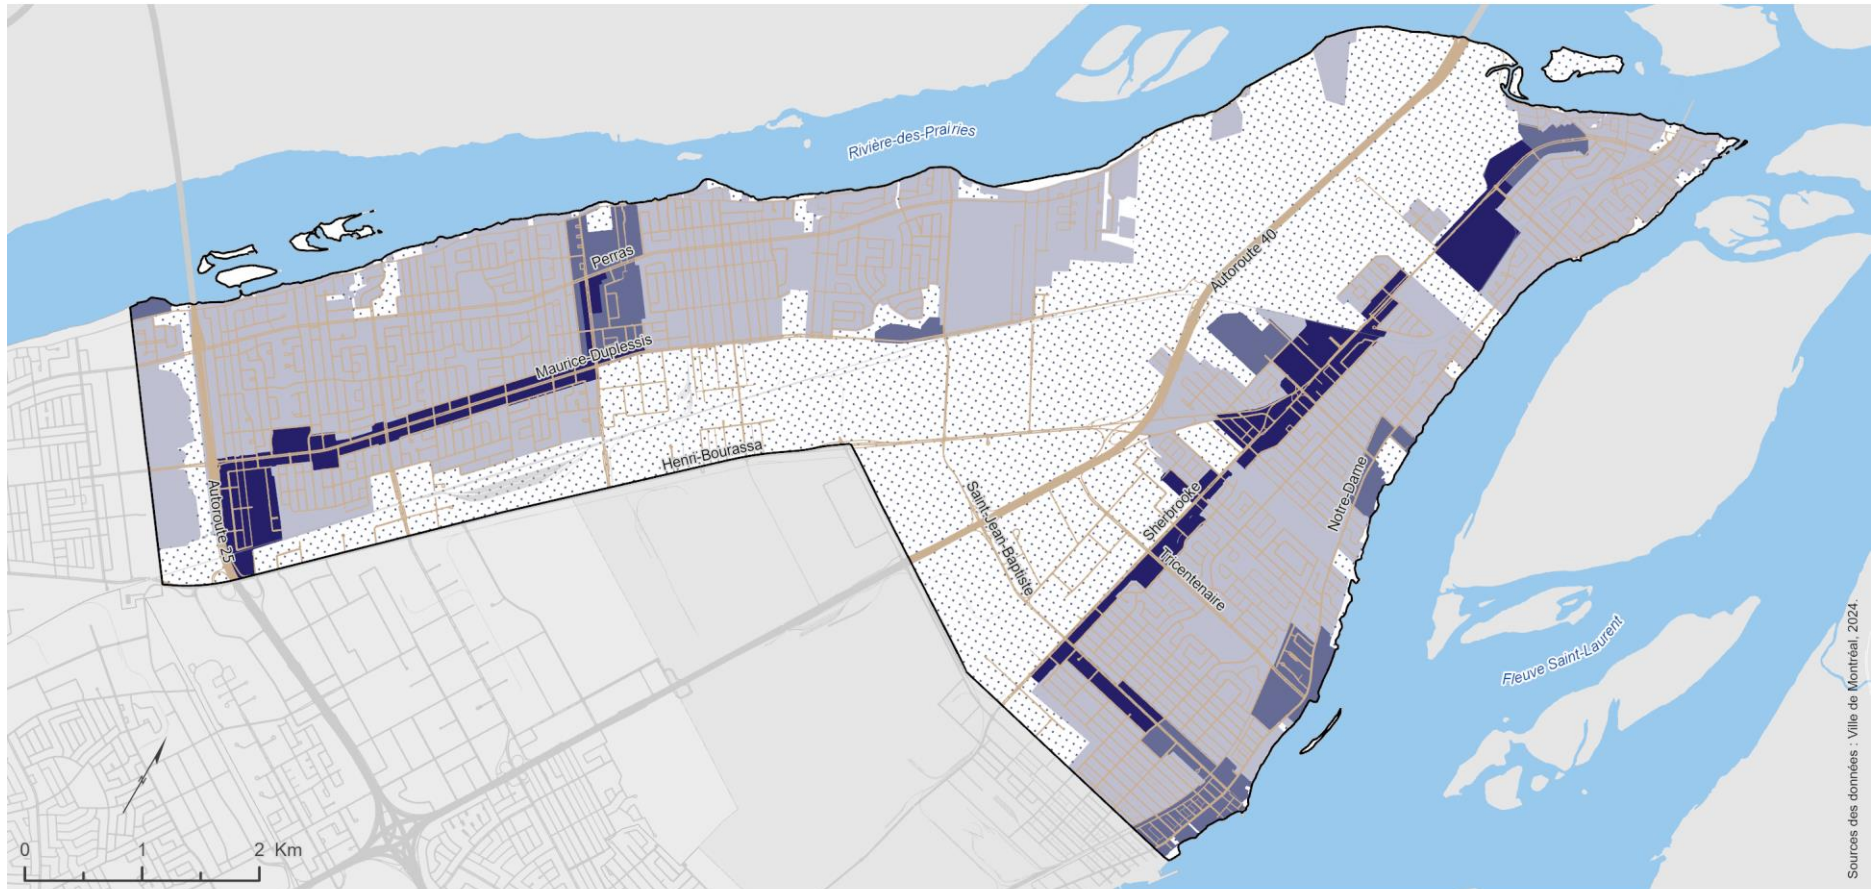 Rivière-des-Prairies
Perras
Autoroute 40
Maurice-Duplessis
Henri-Bourassa
Autoroute 25
Saint-Jean-Baptiste
Sherbrooke
Notre-Dame
Tricentenaire
Fleuve Saint-Laurent
N
0 1 2 Km
Sources des données : Ville de Montréal, 2024.